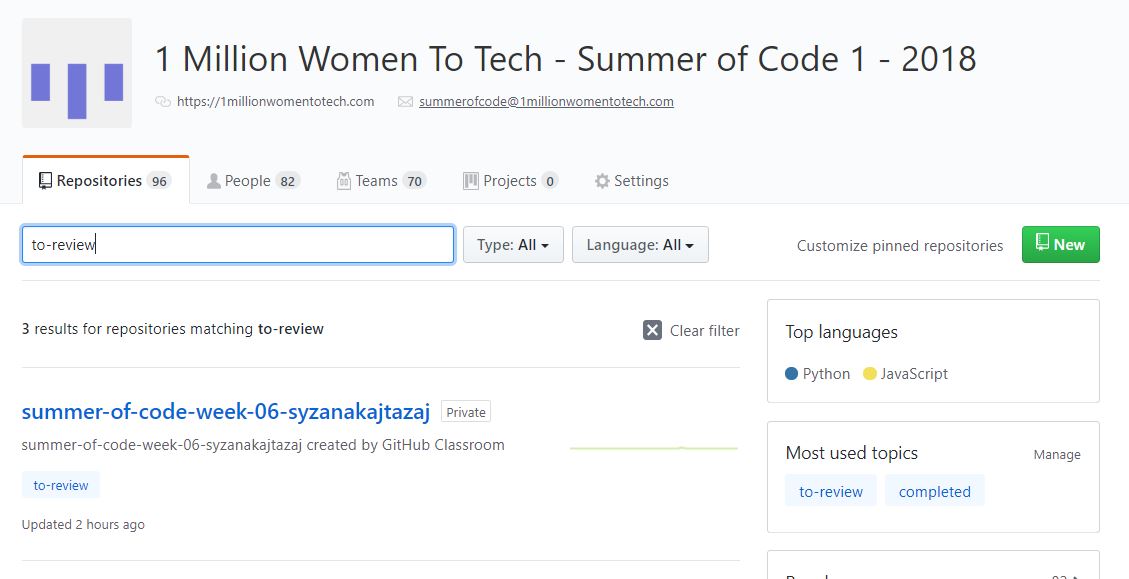 1 Million Women To Tech - Summer of Code 1 - 2018
https://1millionwomentotech.com summerofcode@1millionwomentotech.com
Repositories 96 People 82 Teams 70 Projects 0 Settings
to-review Type: All Language: All Customize pinned repositories New
3 results for repositories matching to-review Clear filter
summer-of-code-week-06-syzanakajtazaj Private
summer-of-code-week-06-syzanakajtazaj created by GitHub Classroom
to-review
Updated 2 hours ago
Top languages
Python JavaScript
Most used topics Manage
to-review completed